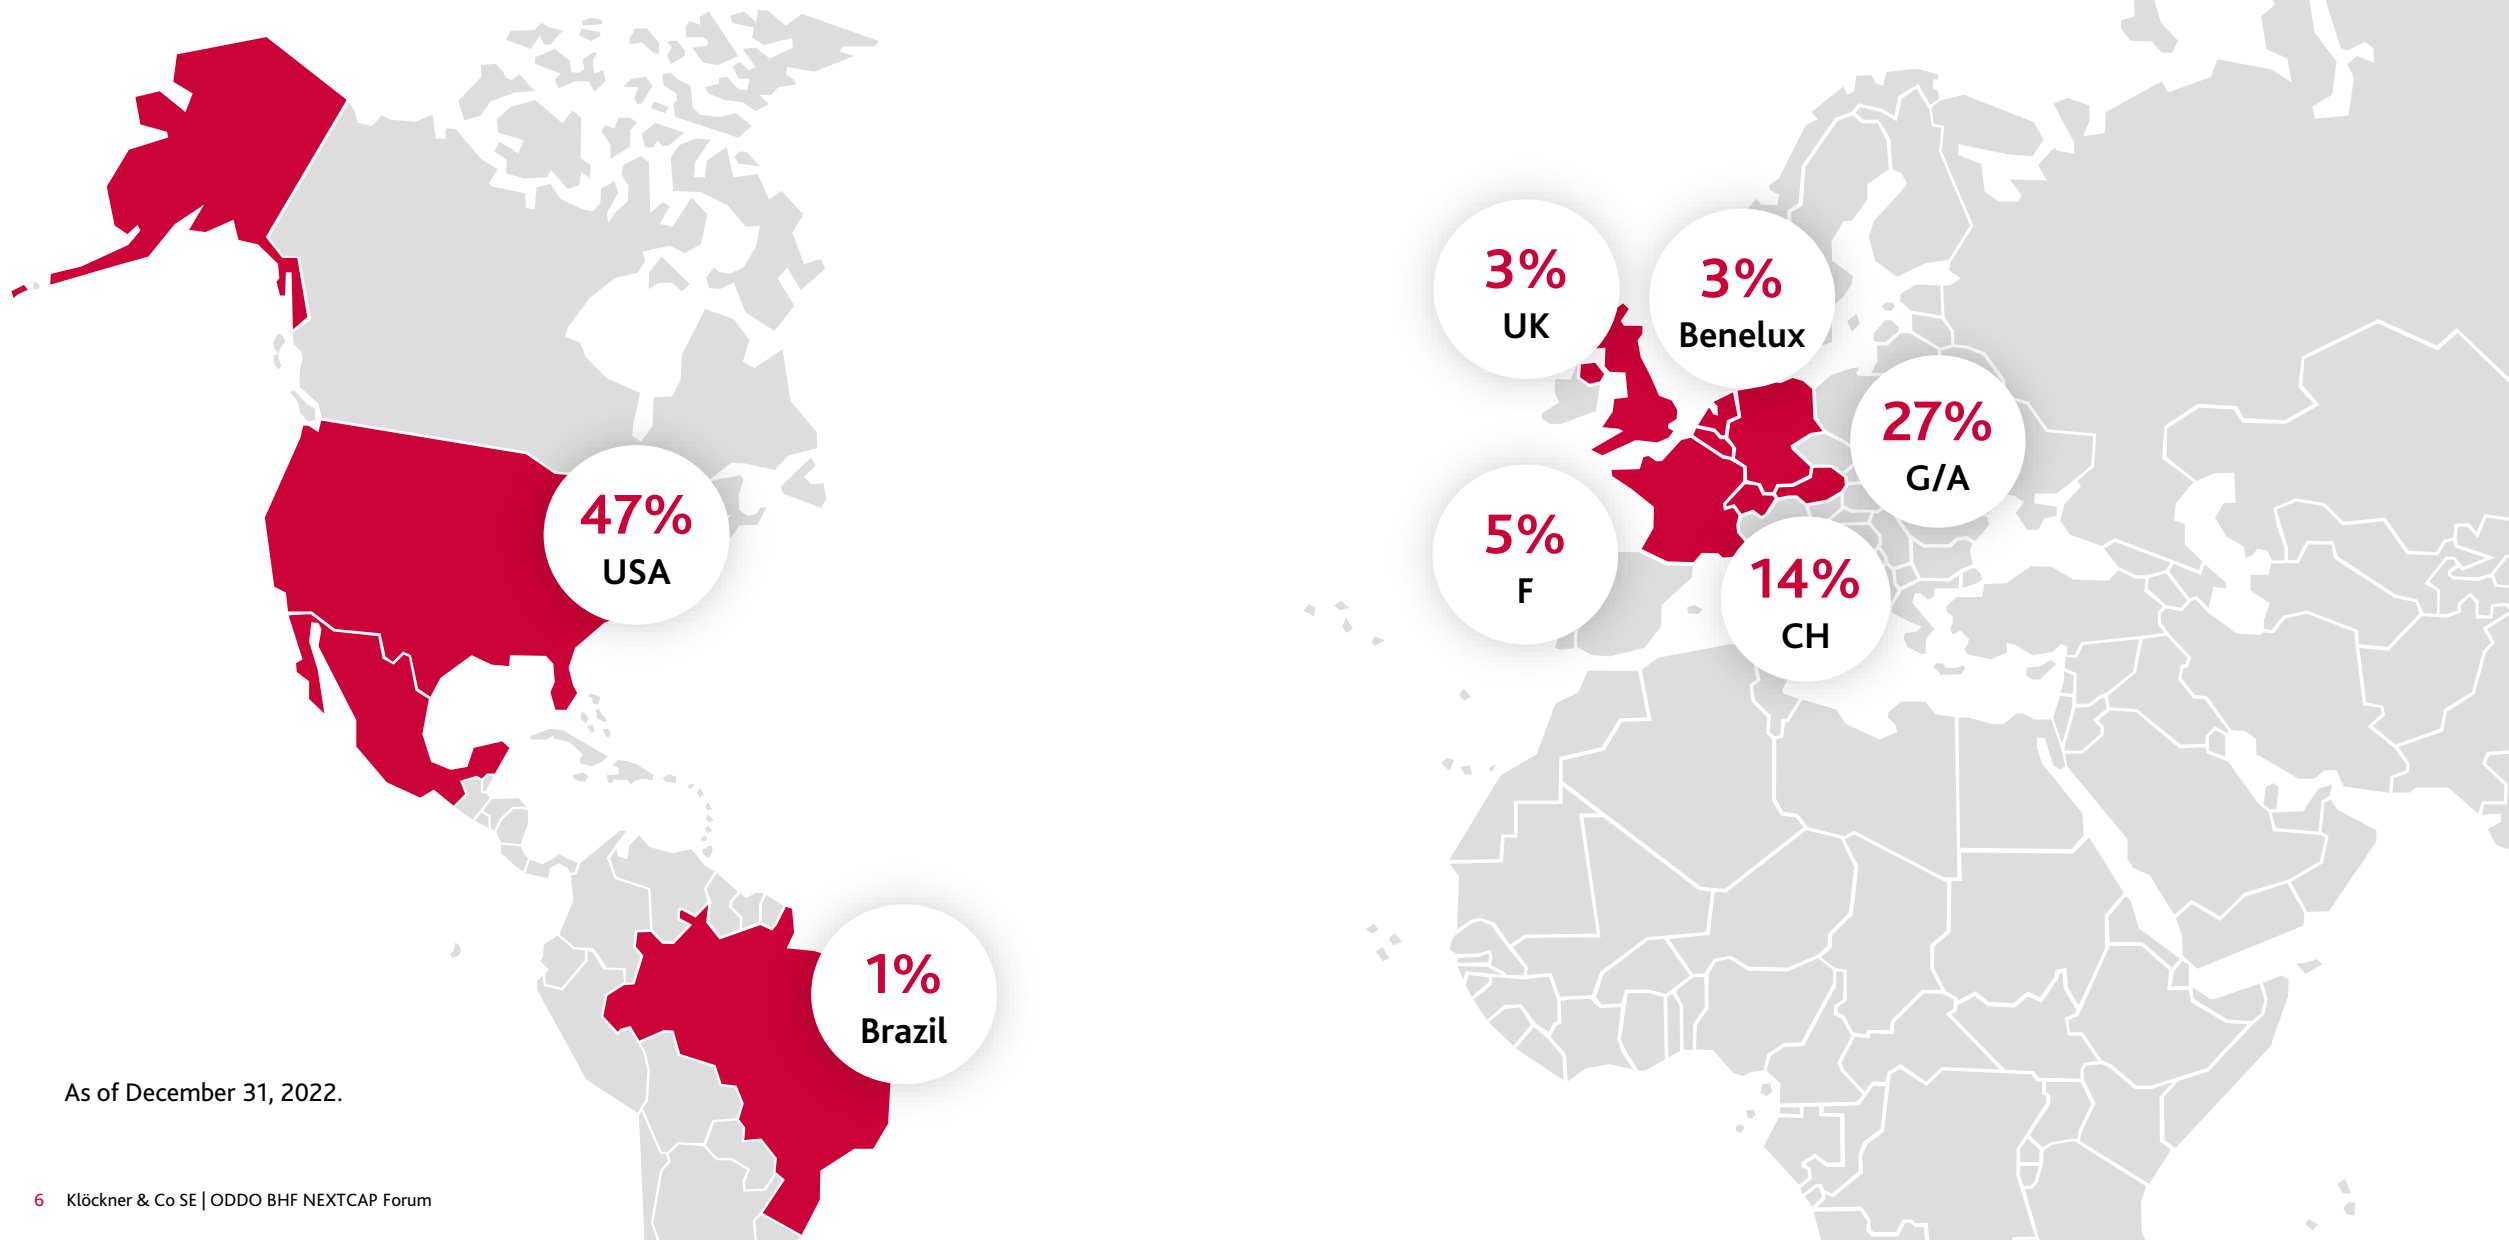 3%
UK
3%
Benelux
27%
G/A
47%
USA
5%
F
14%
CH
1%
Brazil
As of December 31, 2022.
6 Klöckner & Co SE | ODDO BHF NEXTCAP Forum